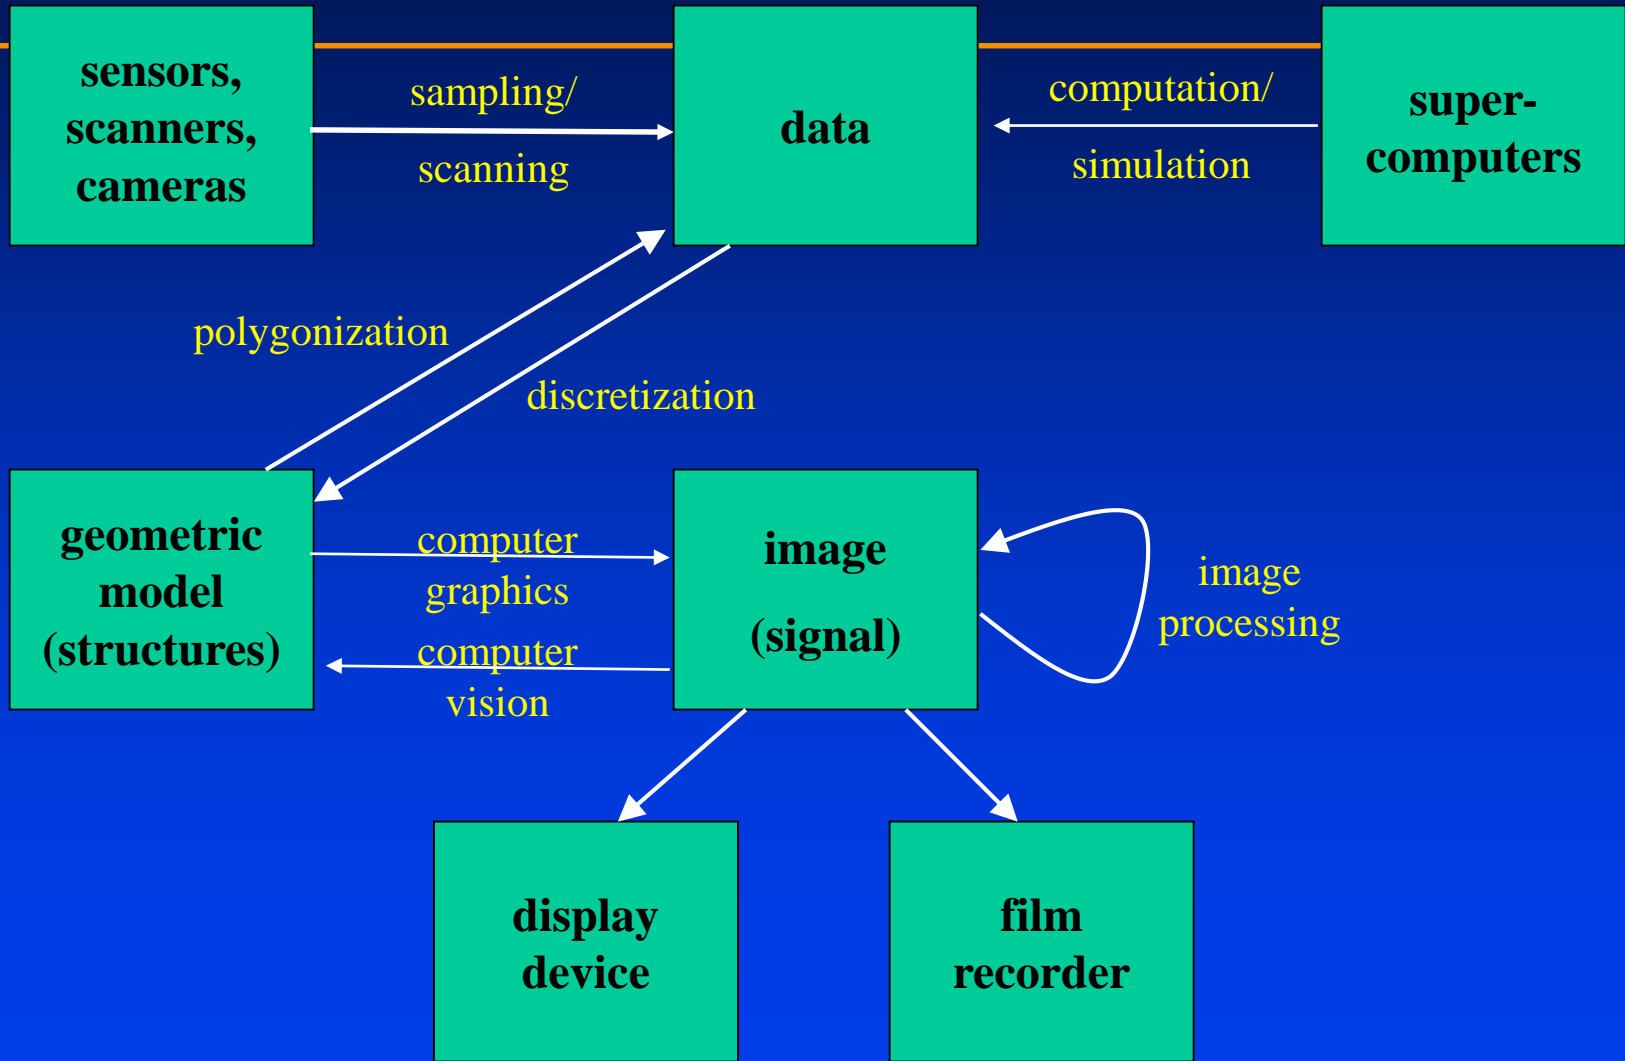 sensors,
scanners,
cameras
sampling/
scanning
data
computation/
simulation
super-
computers
polygonization
discretization
geometric
model
(structures)
computer
graphics
computer
vision
image
(signal)
image
processing
display
device
film
recorder